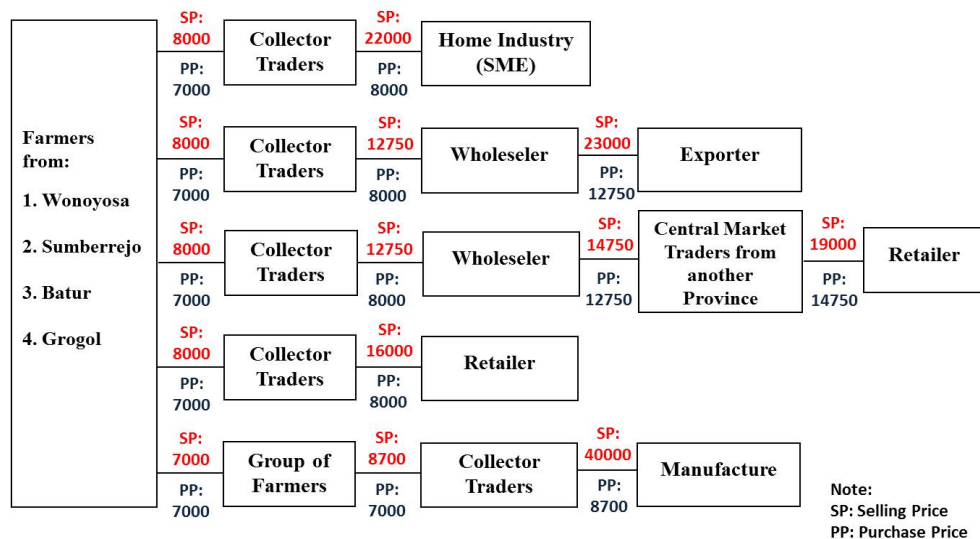 Farmers
from:
1. Wonoyosa
2. Sumberrejo
3. Batur
4. Grogol
SP:
8000
PP:
7000
Collector
Traders
SP:
22000
PP:
8000
Home Industry
(SME)
SP:
8000
PP:
7000
Collector
Traders
SP:
12750
PP:
8000
Wholeseler
SP:
23000
PP:
12750
Exporter
SP:
8000
PP:
7000
Collector
Traders
SP:
12750
PP:
8000
Wholeseler
SP:
14750
PP:
12750
Central Market
Traders from
another
Province
SP:
19000
PP:
14750
Retailer
SP:
8000
PP:
7000
Collector
Traders
SP:
16000
PP:
8000
Retailer
SP:
7000
PP:
7000
Group of
Farmers
SP:
8700
PP:
7000
Collector
Traders
SP:
40000
PP:
8700
Manufacture
Note:
SP: Selling Price
PP: Purchase Price